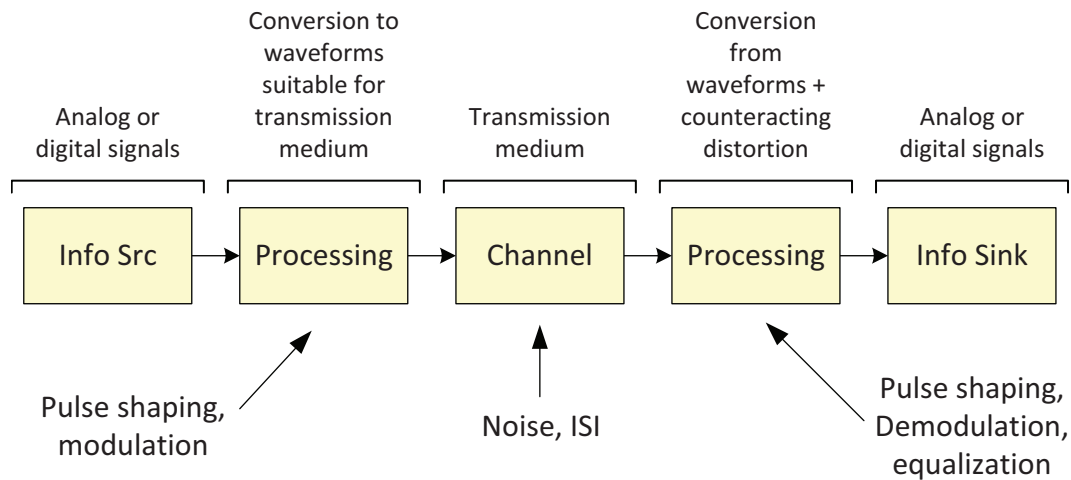 Analog or
digital signals
Conversion to
waveforms
suitable for
transmission
medium
Transmission
medium
Conversion
from
waveforms +
counteracting
distortion
Analog or
digital signals
Info Src
Processing
Channel
Processing
Info Sink
Pulse shaping,
modulation
Noise, ISI
Pulse shaping,
Demodulation,
equalization